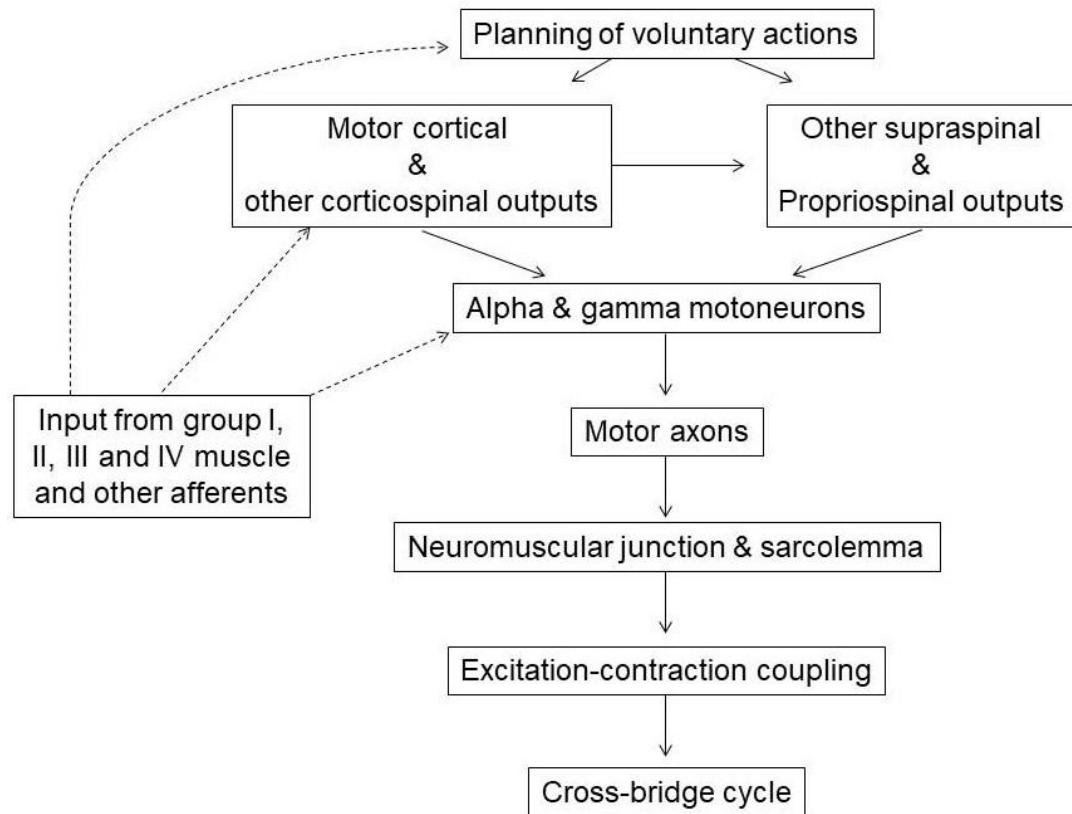 Planning of voluntary actions
Motor cortical
&
other corticospinal outputs
Other supraspinal
&
Propriospinal outputs
Alpha & gamma motoneurons
Input from group I,
II, III and IV muscle
and other afferents
Motor axons
Neuromuscular junction & sarcolemma
Excitation-contraction coupling
Cross-bridge cycle